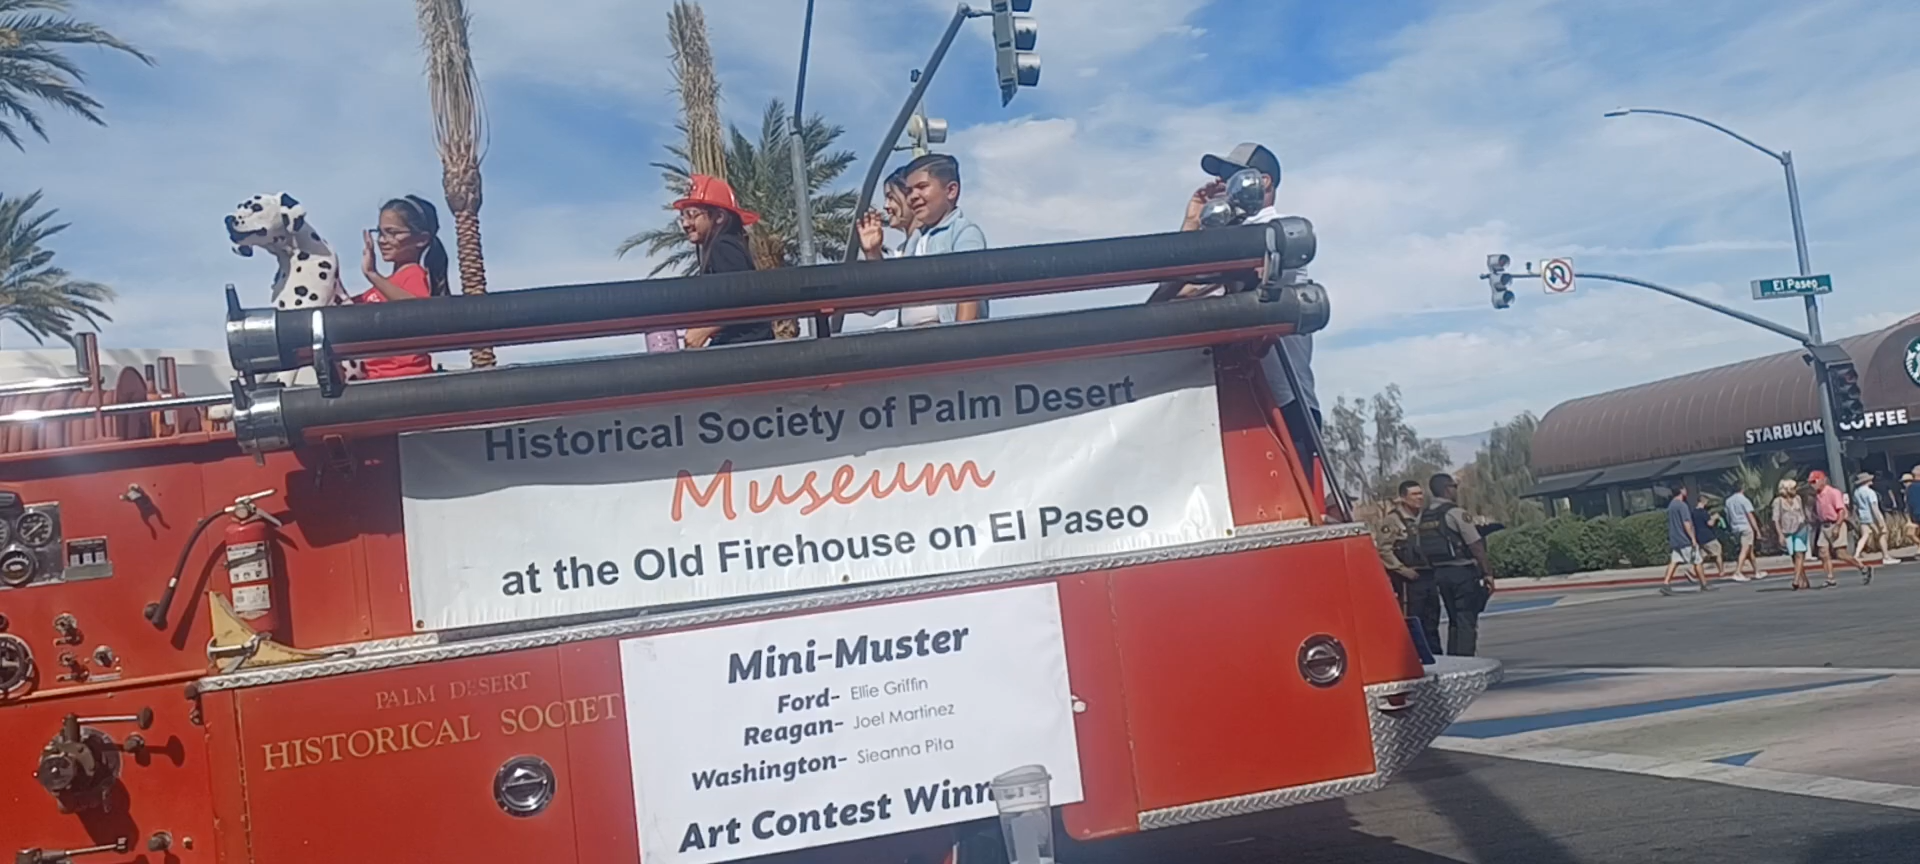 El Paseo
STARBUCKS COFFEE
Historical Society of Palm Desert
Museum
at the Old Firehouse on El Paseo
PALM DESERT
HISTORICAL SOCIET
Mini-Muster
Ford- Ellie Griffin
Reagan- Joel Martinez
Washington- Sieanna Pita
Art Contest Winn